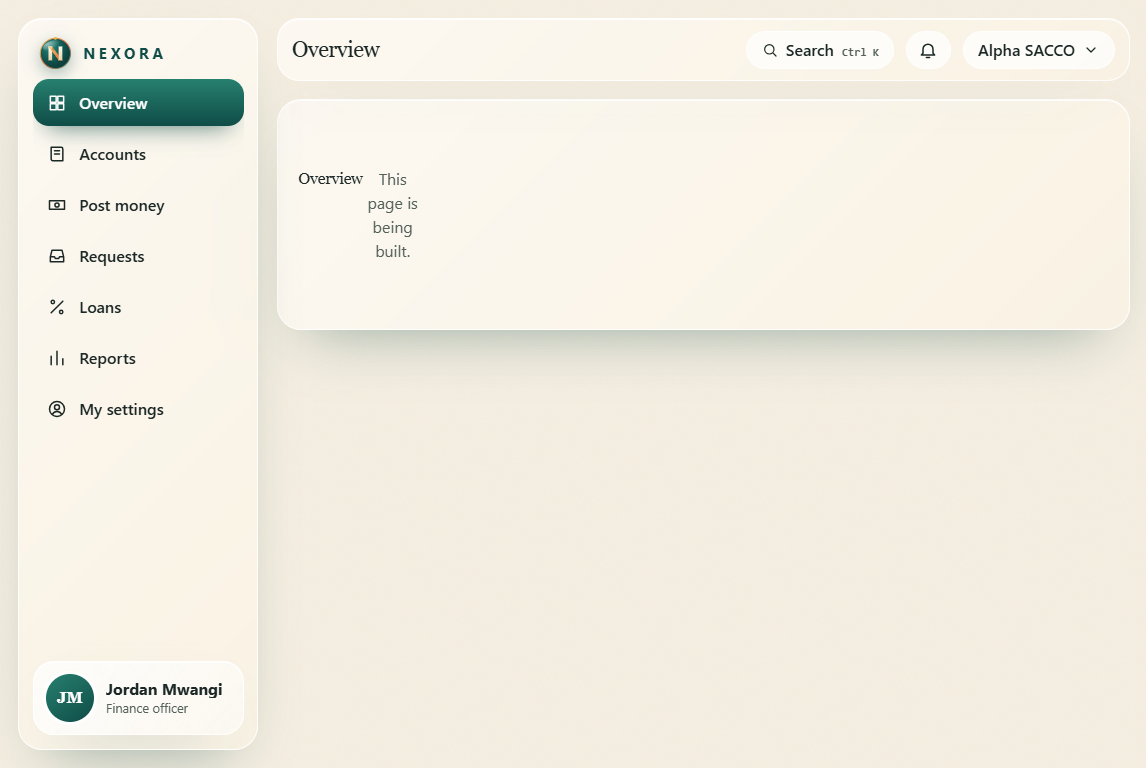 NEXORA
Overview
Accounts
Post money
Requests
Loans
Reports
My settings
JM
Jordan Mwangi
Finance officer
Overview
Search Ctrl K
Alpha SACCO
Overview
This
page is
being
built.